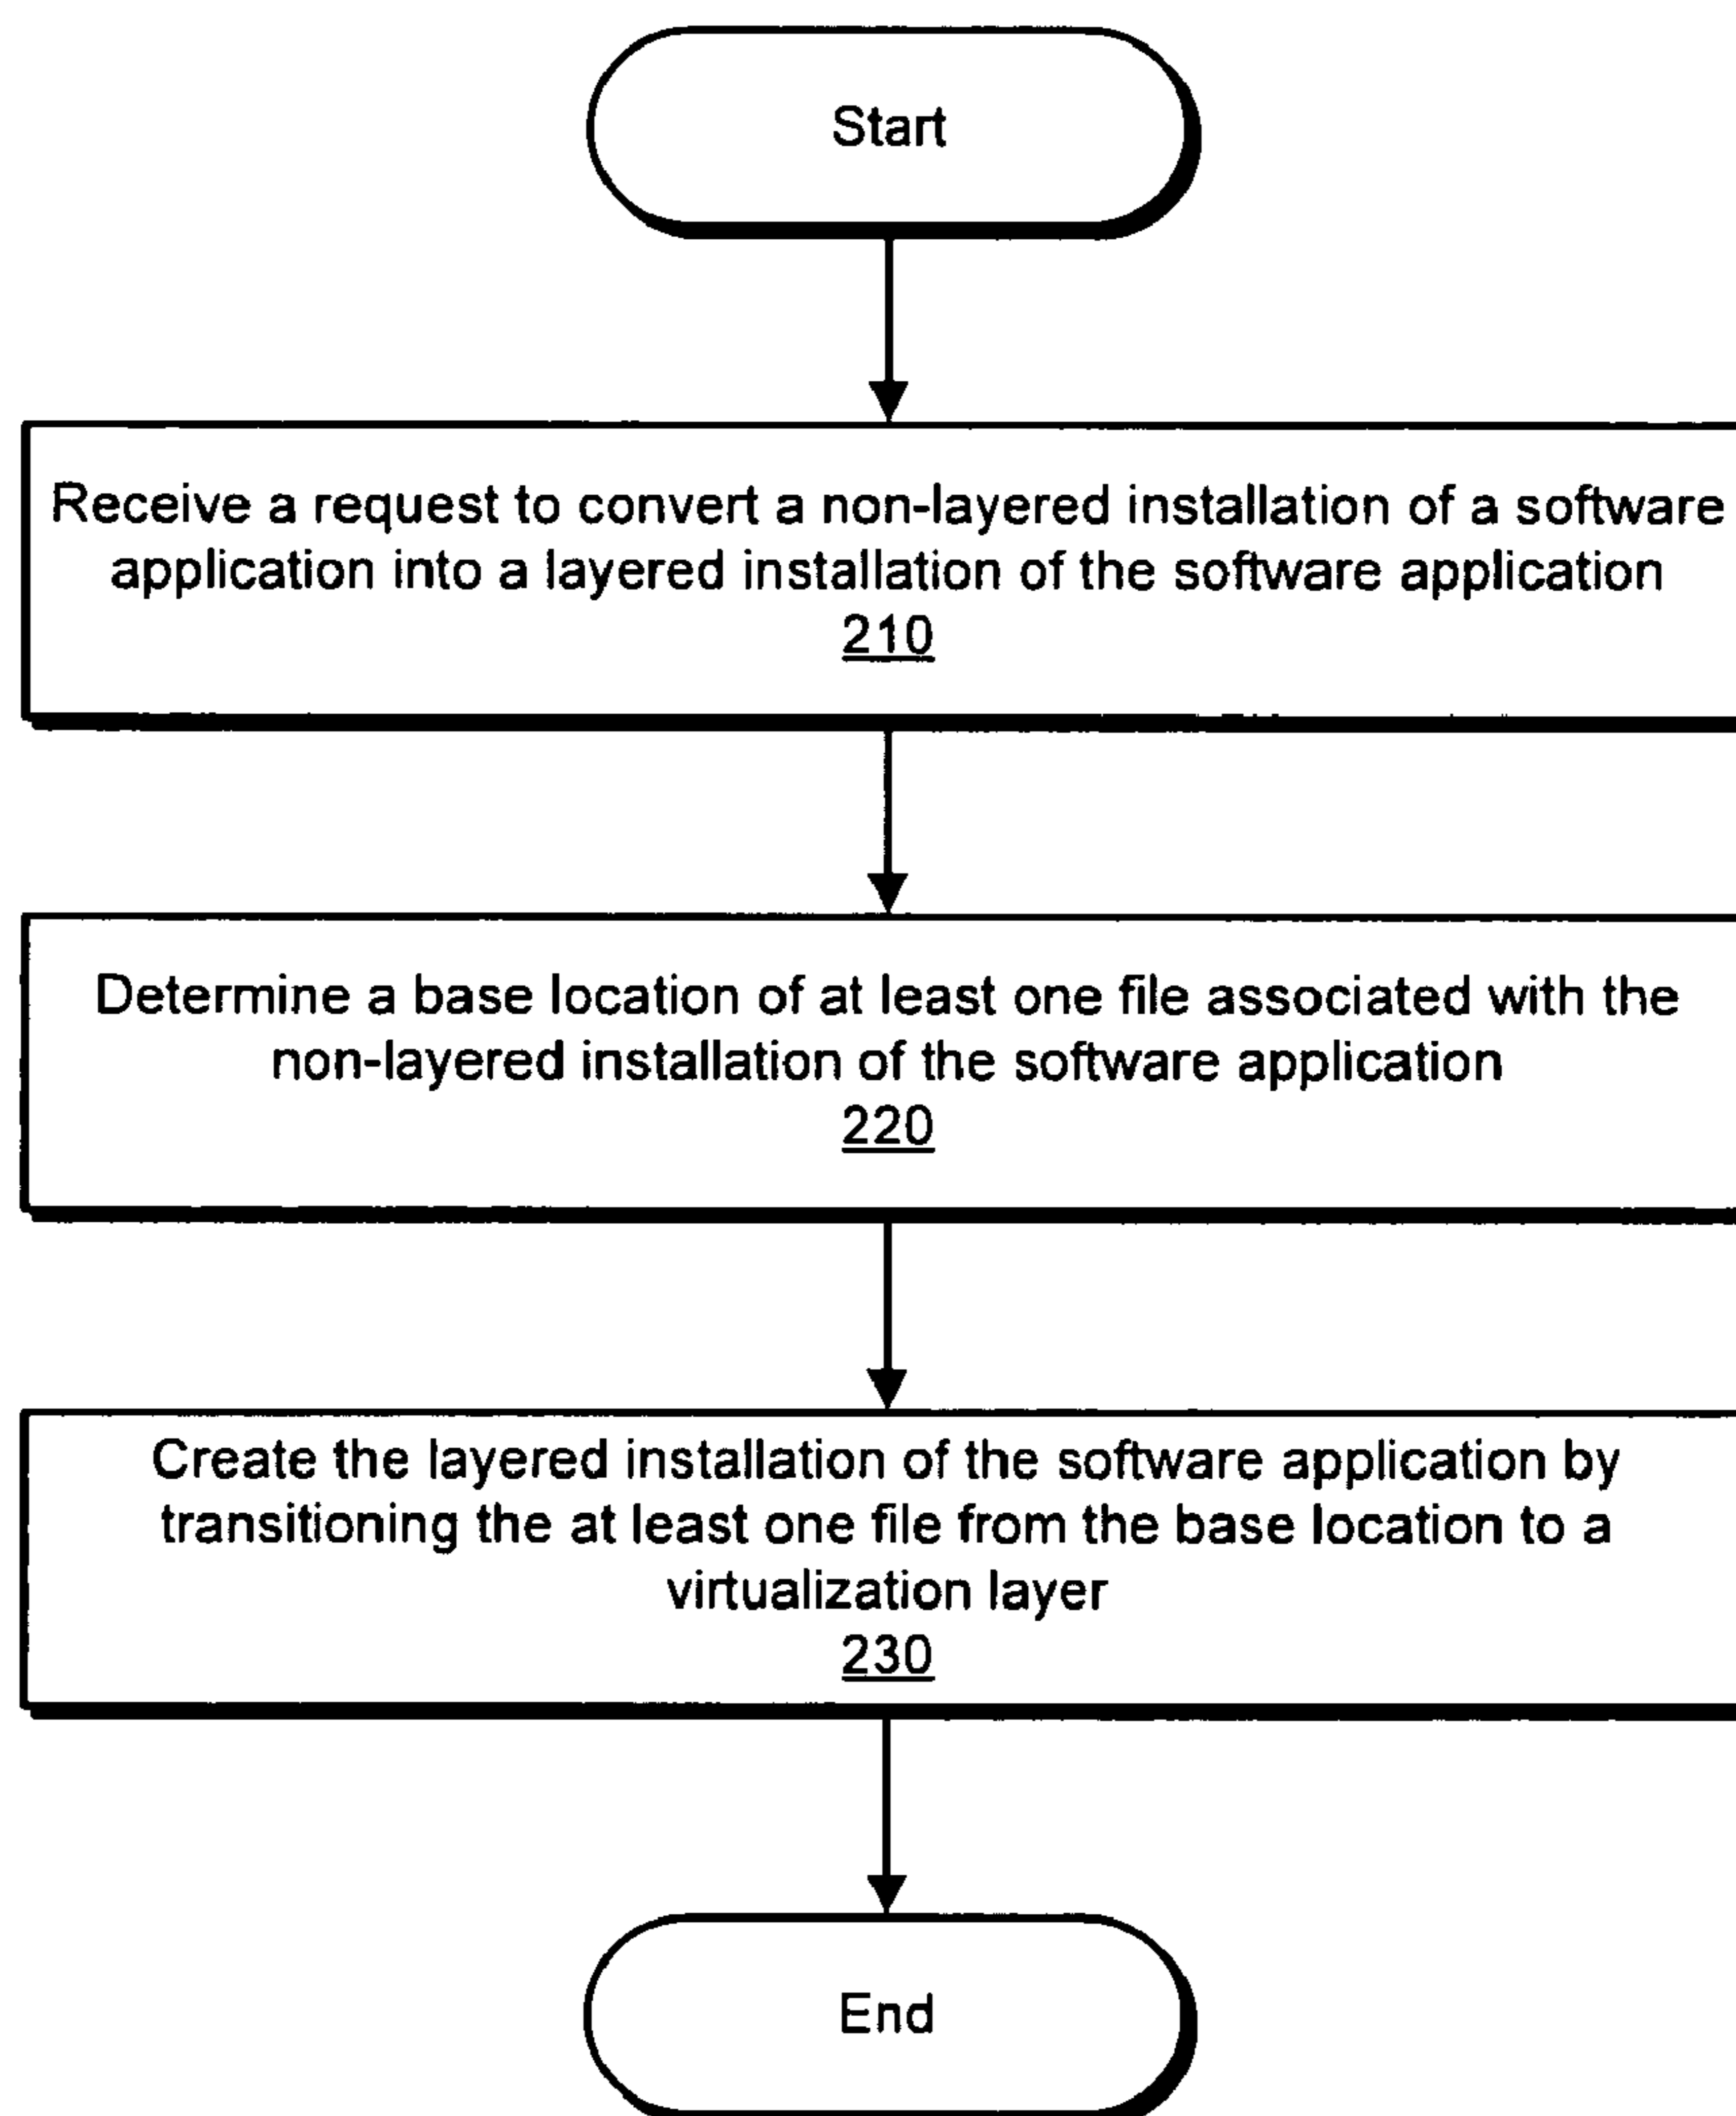 Start
Receive a request to convert a non-layered installation of a software
application into a layered installation of the software application
210
Determine a base location of at least one file associated with the
non-layered installation of the software application
220
Create the layered installation of the software application by
transitioning the at least one file from the base location to a
virtualization layer
230
End